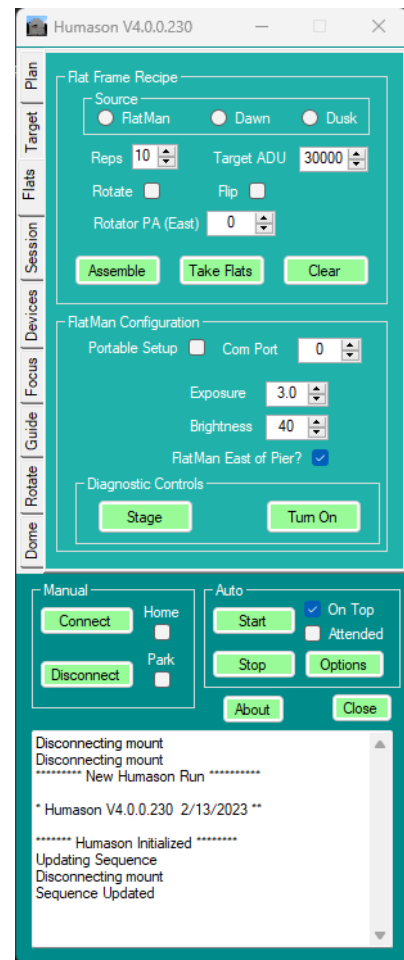 Humason V4.0.0.230
Plan
Target
Flats
Session
Devices
Focus
Guide
Rotate
Dome
Flat Frame Recipe
Source
FlatMan Dawn Dusk
Reps 10 Target ADU 30000
Rotate Flip
Rotator PA (East) 0
Assemble Take Flats Clear
FlatMan Configuration
Portable Setup Com Port 0
Exposure 3.0
Brightness 40
FlatMan East of Pier?
Diagnostic Controls
Stage Turn On
Manual
Connect Home
Disconnect Park
Auto
Start On Top
Attended
Stop Options
About Close
Disconnecting mount
Disconnecting mount
********* New Humason Run **********
* Humason V4.0.0.230 2/13/2023 **
******* Humason Initialized ********
Updating Sequence
Disconnecting mount
Sequence Updated